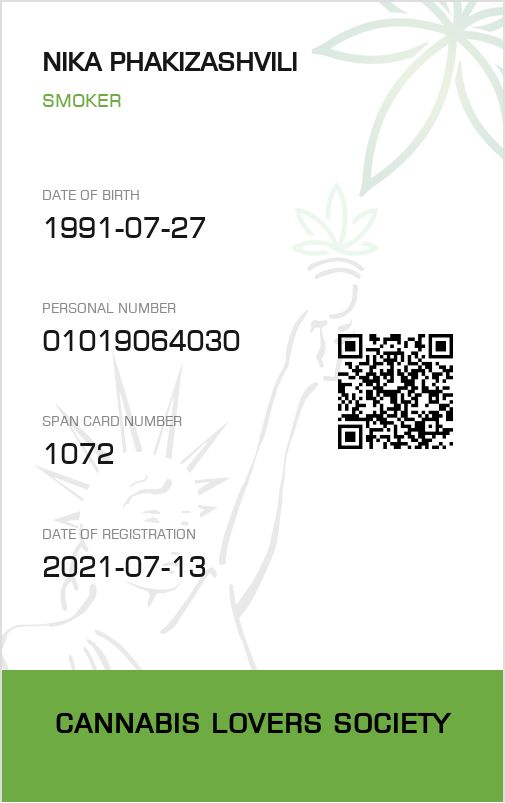 NIKA PHAKIZASHVILI
SMOKER
DATE OF BIRTH
1991-07-27
PERSONAL NUMBER
01019064030
SPAN CARD NUMBER
1072
DATE OF REGISTRATION
2021-07-13
CANNABIS LOVERS SOCIETY